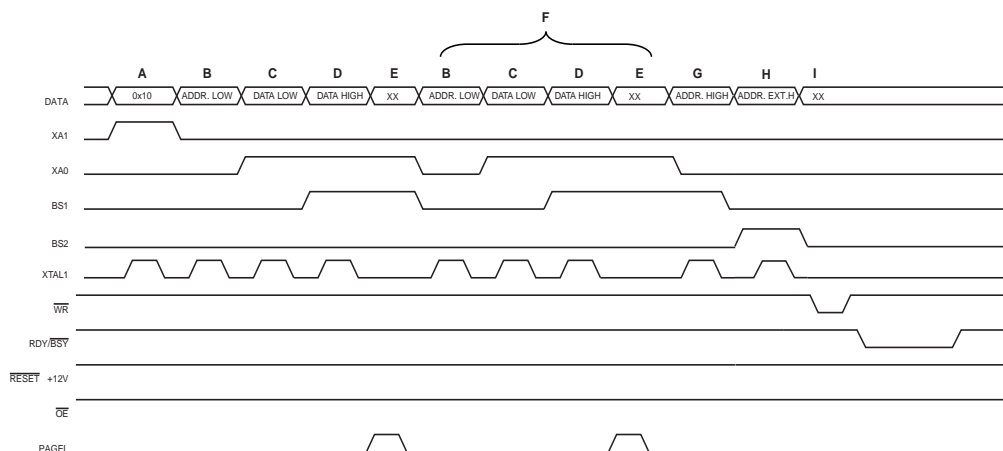 F
A B C D E B C D E G H I
DATA 0x10 ADDR. LOW DATA LOW DATA HIGH XX ADDR. LOW DATA LOW DATA HIGH XX ADDR. HIGH ADDR. EXT.H XX
XA1
XA0
BS1
BS2
XTAL1
WR
RDY/BSY
RESET +12V
OE
PAGEL